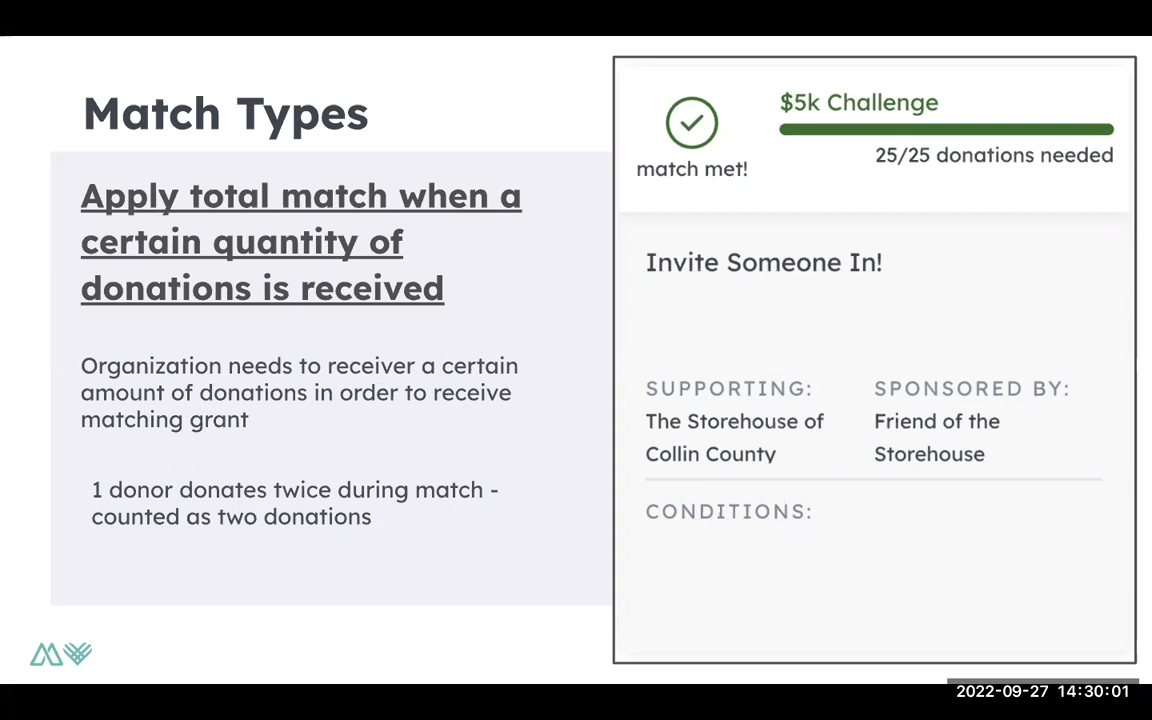 Match Types
Apply total match when a
certain quantity of
donations is received
Organization needs to receiver a certain
amount of donations in order to receive
matching grant
1 donor donates twice during match -
counted as two donations
match met!
$5k Challenge
25/25 donations needed
Invite Someone In!
SUPPORTING:
The Storehouse of
Collin County
SPONSORED BY:
Friend of the
Storehouse
CONDITIONS:
2022-09-27 14:30:01